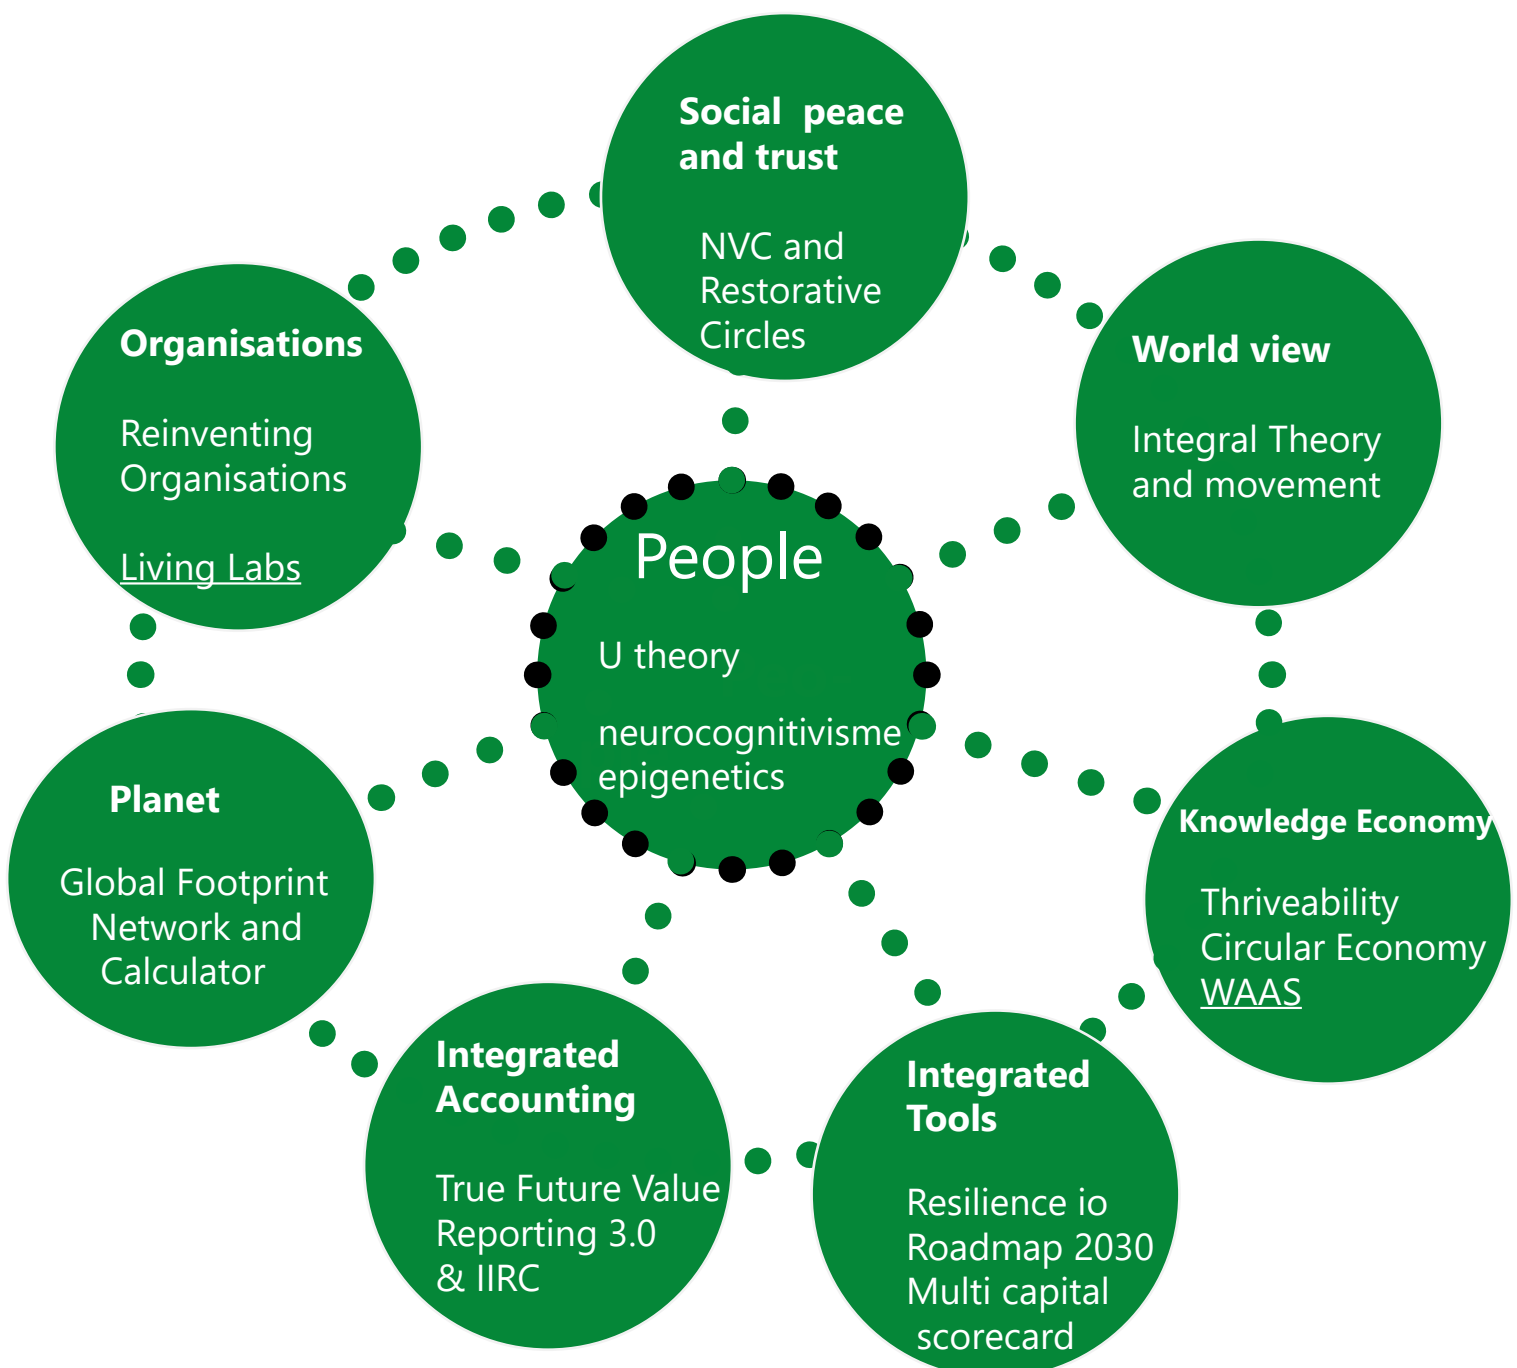 Social  peace
and trust
NVC and
Restorative
Circles
World view
Integral Theory
and movement
Knowledge Economy
Thriveability
Circular Economy
WAAS
Integrated
Tools
Resilience io
Roadmap 2030
Multi capital
scorecard
Integrated
Accounting
True Future Value
Reporting 3.0
& IIRC
Planet
Global Footprint
Network and
Calculator
Organisations
Reinventing
Organisations
Living Labs
People
U theory
neurocognitivisme
epigenetics